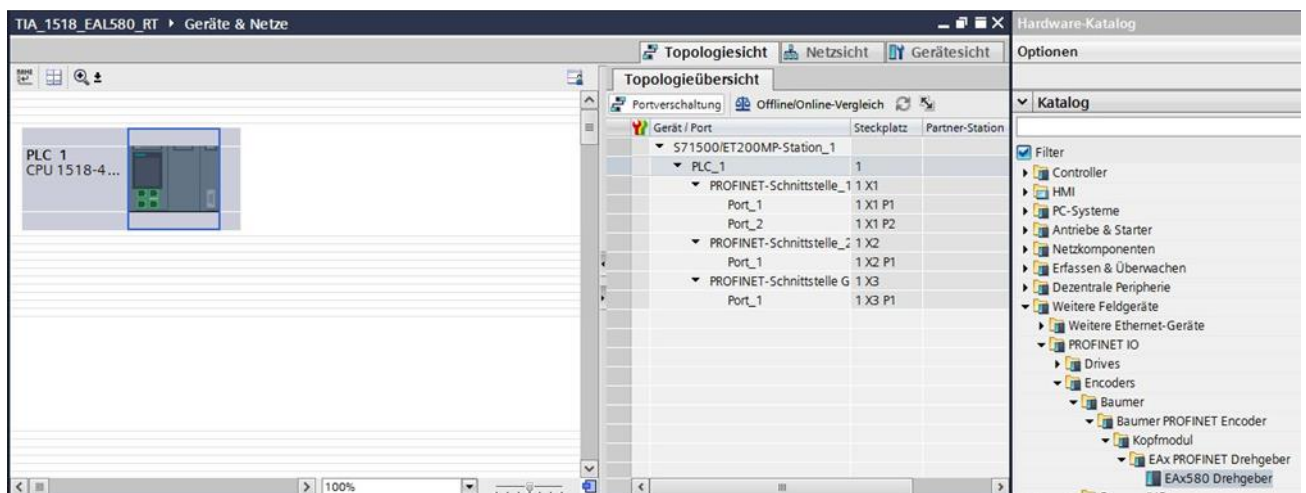 TIA_1518_EAL580_RT ▸ Geräte & Netze
Topologiesicht Netzsicht Gerätesicht
PLC_1
CPU 1518-4...
100%
Topologieübersicht
Portverschaltung Offline/Online-Vergleich
Gerät / Port Steckplatz Partner-Station
S71500/ET200MP-Station_1
PLC_1 1
PROFINET-Schnittstelle_1 1 X1
Port_1 1 X1 P1
Port_2 1 X1 P2
PROFINET-Schnittstelle_2 1 X2
Port_1 1 X2 P1
PROFINET-Schnittstelle G 1 X3
Port_1 1 X3 P1
Hardware-Katalog
Optionen
Katalog
Filter
Controller
HMI
PC-Systeme
Antriebe & Starter
Netzkomponenten
Erfassen & Überwachen
Dezentrale Peripherie
Weitere Feldgeräte
Weitere Ethernet-Geräte
PROFINET IO
Drives
Encoders
Baumer
Baumer PROFINET Encoder
Kopfmodul
EAx PROFINET Drehgeber
EAx580 Drehgeber